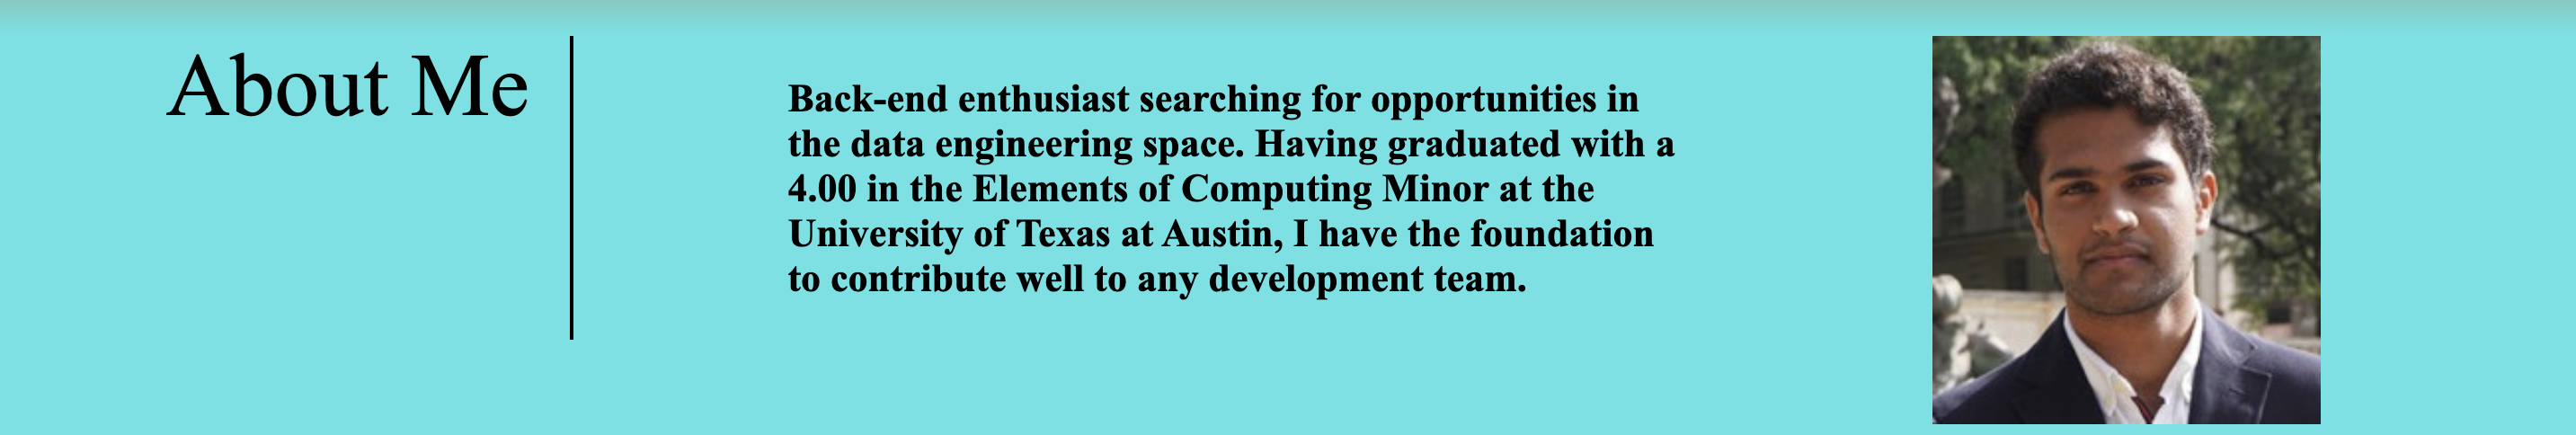 About Me
Back-end enthusiast searching for opportunities in
the data engineering space. Having graduated with a
4.00 in the Elements of Computing Minor at the
University of Texas at Austin, I have the foundation
to contribute well to any development team.